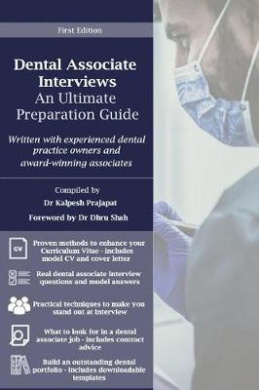 First Edition
Dental Associate
Interviews
An Ultimate
Preparation Guide
Written with experienced dental
practice owners and
award-winning associates
Compiled by
Dr Kalpesh Prajapat
Foreword by Dr Dhru Shah
CV
Proven methods to enhance your
Curriculum Vitae - includes
model CV and cover letter
Real dental associate interview
questions and model answers
Practical techniques to make you
stand out at interview
What to look for in a dental
associate job - includes contract
advice
Build an outstanding dental
portfolio - includes downloadable
templates